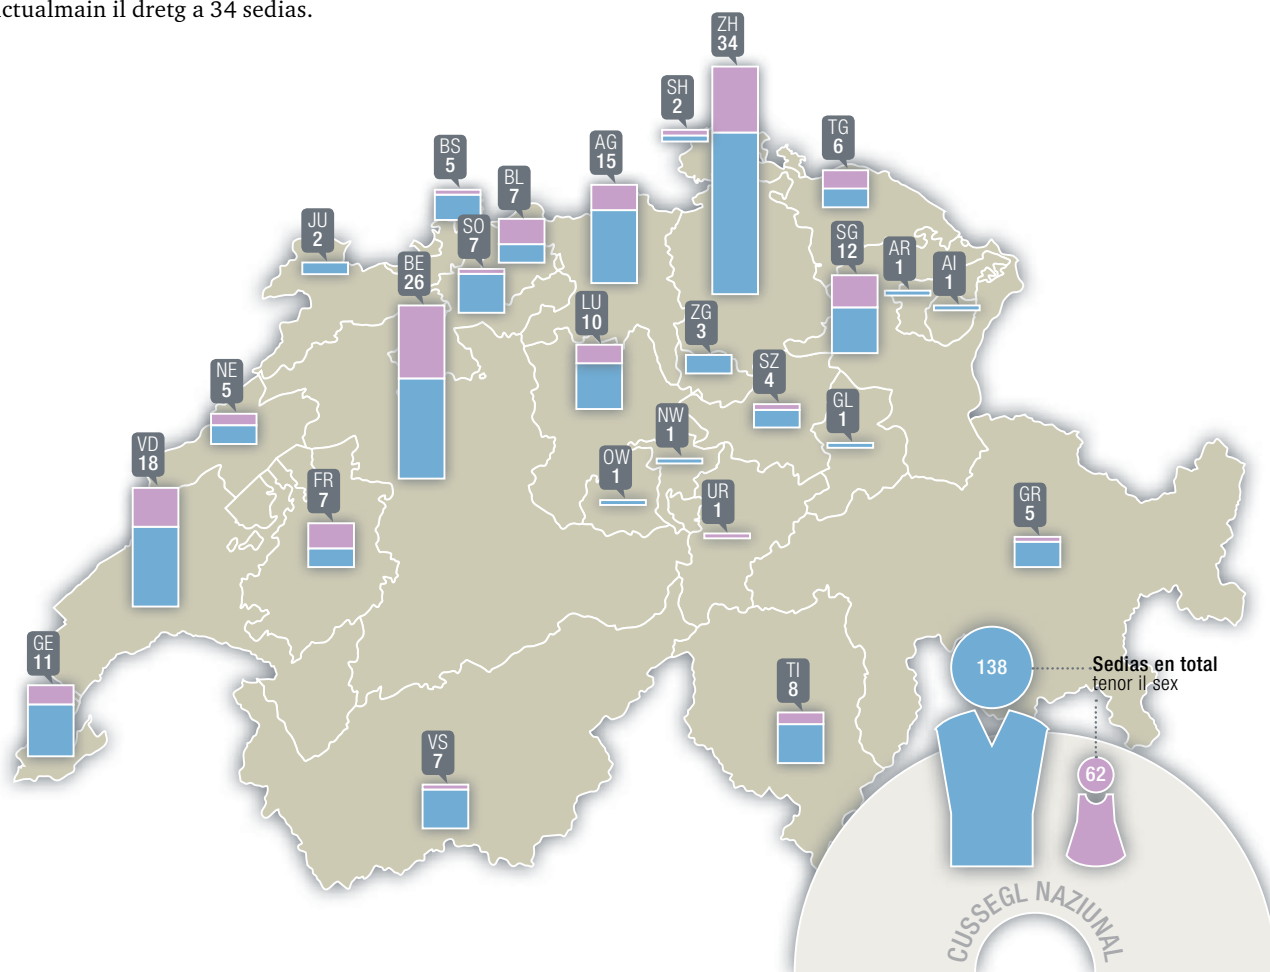 actualmain il dretg a 34 sedias.
ZH
34
SH
2
TG
6
AG
15
BS
5
BL
7
JU
2
SO
7
SG
12
AR
1
AI
1
BE
26
LU
10
ZG
3
SZ
4
NE
5
GL
1
NW
1
VD
18
OW
1
FR
7
UR
1
GR
5
GE
11
138
Sedias en total
tenor il sex
TI
8
VS
7
62
CUSSEGL NAZIUNAL